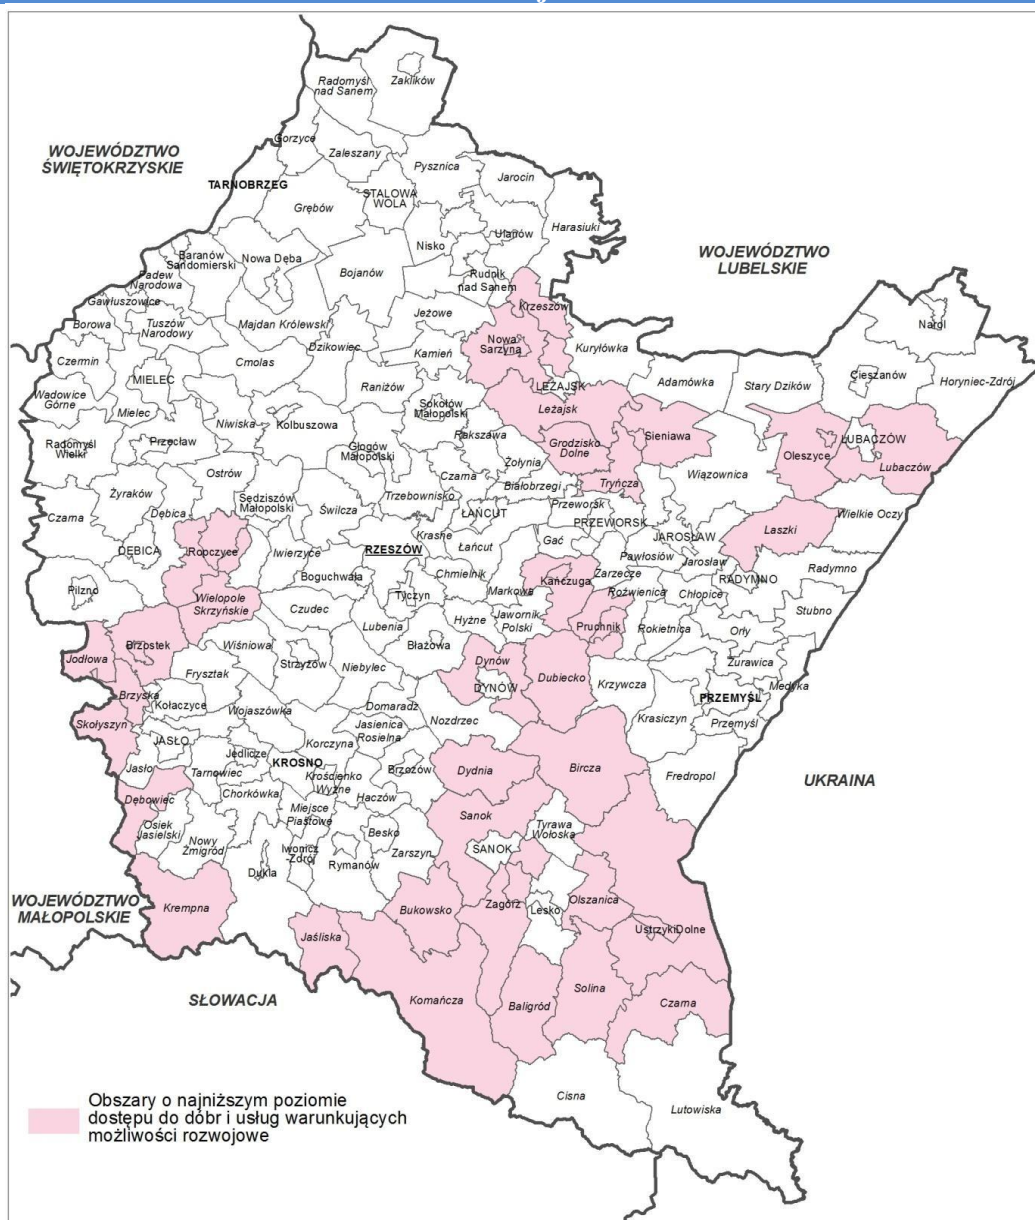 Radomyśl
nad Sanem
Zaklików
Gorzyce
Zaleszany
Pysznica
WOJEWÓDZTWO
ŚWIĘTOKRZYSKIE
TARNOBRZEG
STALOWA
WOLA
Jarocin
Grębów
Harasiuki
Ulanów
Nisko
WOJEWÓDZTWO
LUBELSKIE
Baranów
Sandomierski
Nowa Dęba
Bojanów
Rudnik
nad Sanem
Padew
Narodowa
Gawłuszowice
Krzeszów
Narol
Borowa
Tuszów
Narodowy
Majdan Królewski
Jeżowe
Dzikowiec
Nowa
Sarzyna
Kuryłówka
Kamień
Czermin
Cmolas
MIELEC
Raniżów
LEŻAJSK
Adamówka
Stary Dzików
Cieszanów
Horyniec-Zdrój
Wadowice
Górne
Mielec
Niwiska
Kolbuszowa
Sokołów
Małopolski
Leżajsk
Radomyśl
Wielki
Przecław
Głogów
Małopolski
Rakszawa
Grodzisko
Dolne
Sieniawa
Oleszyce
LUBACZÓW
Lubaczów
Ostrów
Żołynia
Czarna
Białobrzegi
Tryńcza
Wiązownica
Żyraków
Dębica
Sędziszów
Małopolski
Świlcza
Trzebownisko
ŁAŃCUT
Przeworsk
PRZEWORSK
Wielkie Oczy
Czarna
Laszki
DĘBICA
Ropczyce
Iwierzyce
RZESZÓW
Krasne
Łańcut
Gać
JAROSŁAW
Pawłosiów
Jarosław
Radymno
Boguchwała
Chmielnik
Kańczuga
Zarzecze
RADYMNO
Pilzno
Wielopole
Skrzyńskie
Tyczyn
Markowa
Roźwienica
Chłopice
Stubno
Czudec
Lubenia
Hyżne
Jawornik
Polski
Pruchnik
Rokietnica
Orły
Brzostek
Wiśniowa
Strzyżów
Błażowa
Jodłowa
Niebylec
Dynów
Żurawica
Frysztak
Dubiecko
DYNÓW
Krzywcza
PRZEMYŚL
Medyka
Brzyska
Kołaczyce
Domaradz
Skołyszyn
Wojaszówka
Jasienica
Rosielna
Nozdrzec
Krasiczyn
Przemyśl
JASŁO
Jedlicze
Korczyna
Jasło
Tarnowiec
KROSNO
Krościenko
Wyżne
Brzozów
Dydnia
Bircza
Fredropol
UKRAINA
Dębowiec
Chorkówka
Haczów
Osiek
Jasielski
Miejsce
Piastowe
Sanok
Tyrawa
Wołoska
Nowy
Żmigród
Besko
SANOK
Iwonicz
-Zdrój
Rymanów
Zarszyn
Dukla
WOJEWÓDZTWO
MAŁOPOLSKIE
Krempna
Bukowsko
Zagórz
Lesko
Olszanica
Jaśliska
UstrzykiDolne
SŁOWACJA
Komańcza
Baligród
Solina
Czarna
Cisna
Lutowiska
Obszary o najniższym poziomie
dostępu do dóbr i usług warunkujących
możliwości rozwojowe